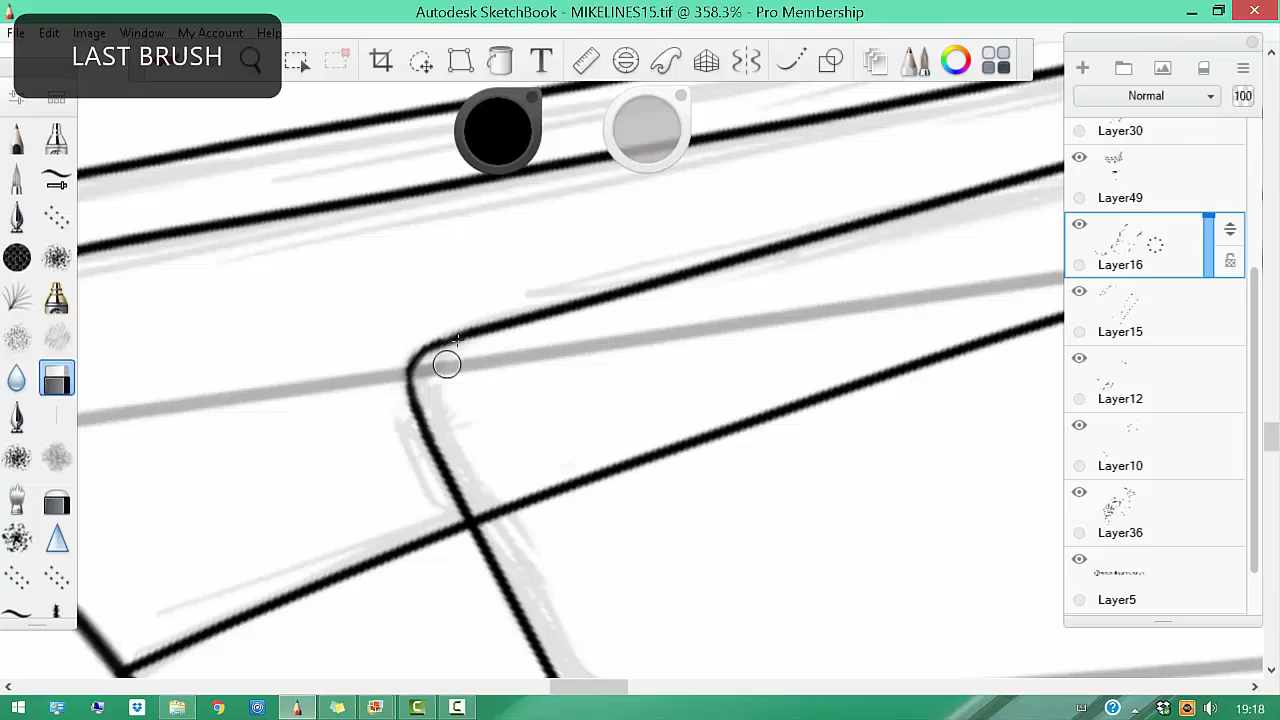 Autodesk SketchBook - MIKELINES15.tif @ 358.3% - Pro Membership
File Edit Image Window My Account Help
LAST BRUSH
T
Normal
100
Layer30
Layer49
Layer16
Layer15
Layer12
Layer10
Layer36
Layer5
19:18